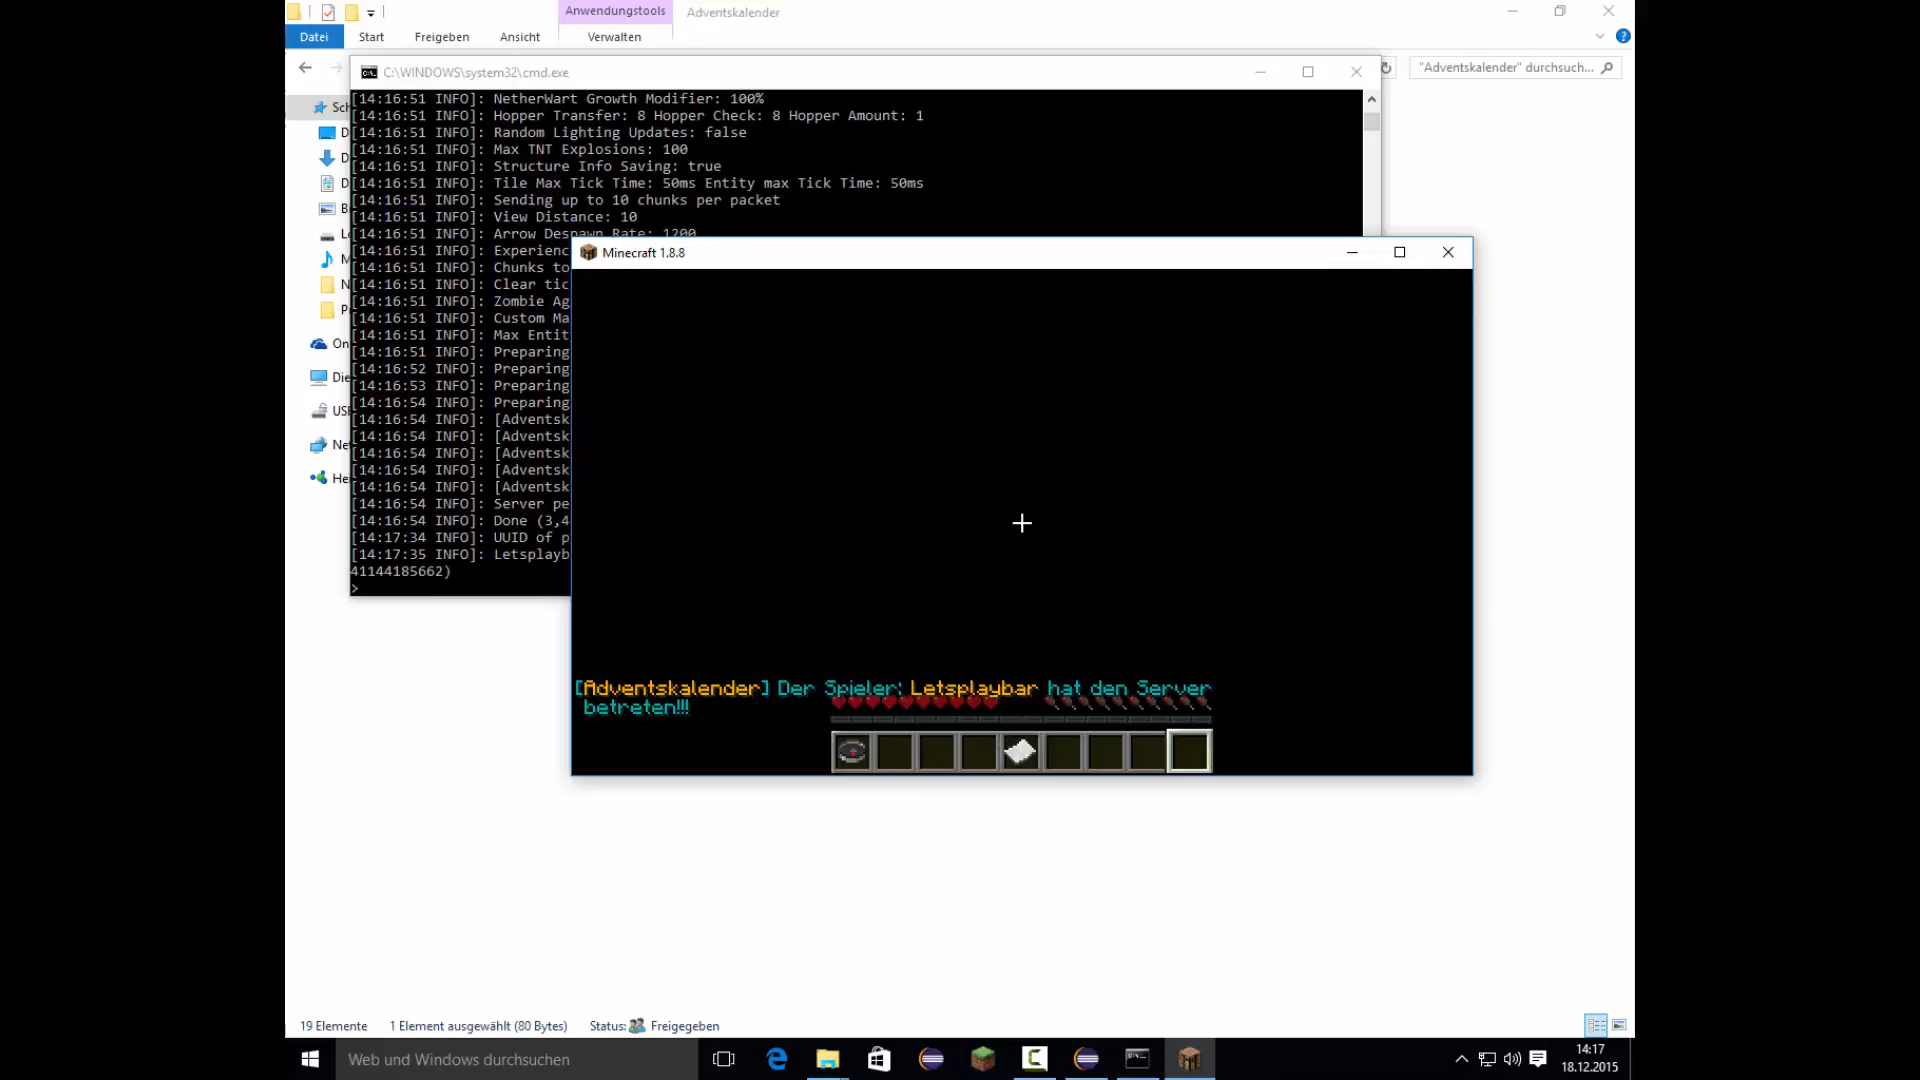 Anwendungstools
Adventskalender
Datei
Start
Freigeben
Ansicht
Verwalten
C:\WINDOWS\system32\cmd.exe
"Adventskalender" durchsuch...
[14:16:51 INFO]: NetherWart Growth Modifier: 100%
[14:16:51 INFO]: Hopper Transfer: 8 Hopper Check: 8 Hopper Amount: 1
[14:16:51 INFO]: Random Lighting Updates: false
[14:16:51 INFO]: Max TNT Explosions: 100
[14:16:51 INFO]: Structure Info Saving: true
[14:16:51 INFO]: Tile Max Tick Time: 50ms Entity max Tick Time: 50ms
[14:16:51 INFO]: Sending up to 10 chunks per packet
[14:16:51 INFO]: View Distance: 10
[14:16:51 INFO]: Arrow Despawn Rate: 1200
[14:16:51 INFO]: Experienc
[14:16:51 INFO]: Chunks to
[14:16:51 INFO]: Clear tic
[14:16:51 INFO]: Zombie Ag
[14:16:51 INFO]: Custom Ma
[14:16:51 INFO]: Max Entit
[14:16:51 INFO]: Preparing
[14:16:52 INFO]: Preparing
[14:16:53 INFO]: Preparing
[14:16:54 INFO]: Preparing
[14:16:54 INFO]: [Adventsk
[14:16:54 INFO]: [Adventsk
[14:16:54 INFO]: [Adventsk
[14:16:54 INFO]: [Adventsk
[14:16:54 INFO]: [Adventsk
[14:16:54 INFO]: Server pe
[14:16:54 INFO]: Done (3,4
[14:17:34 INFO]: UUID of p
[14:17:35 INFO]: Letsplayb
41144185662)
>
Sch
D
D
D
B
L
M
N
P
On
Die
USB
Ne
He
Minecraft 1.8.8
[Adventskalender] Der Spieler: Letsplaybar hat den Server
betreten!!!
19 Elemente
1 Element ausgewählt (80 Bytes)
Status:
Freigegeben
Web und Windows durchsuchen
14:17
18.12.2015